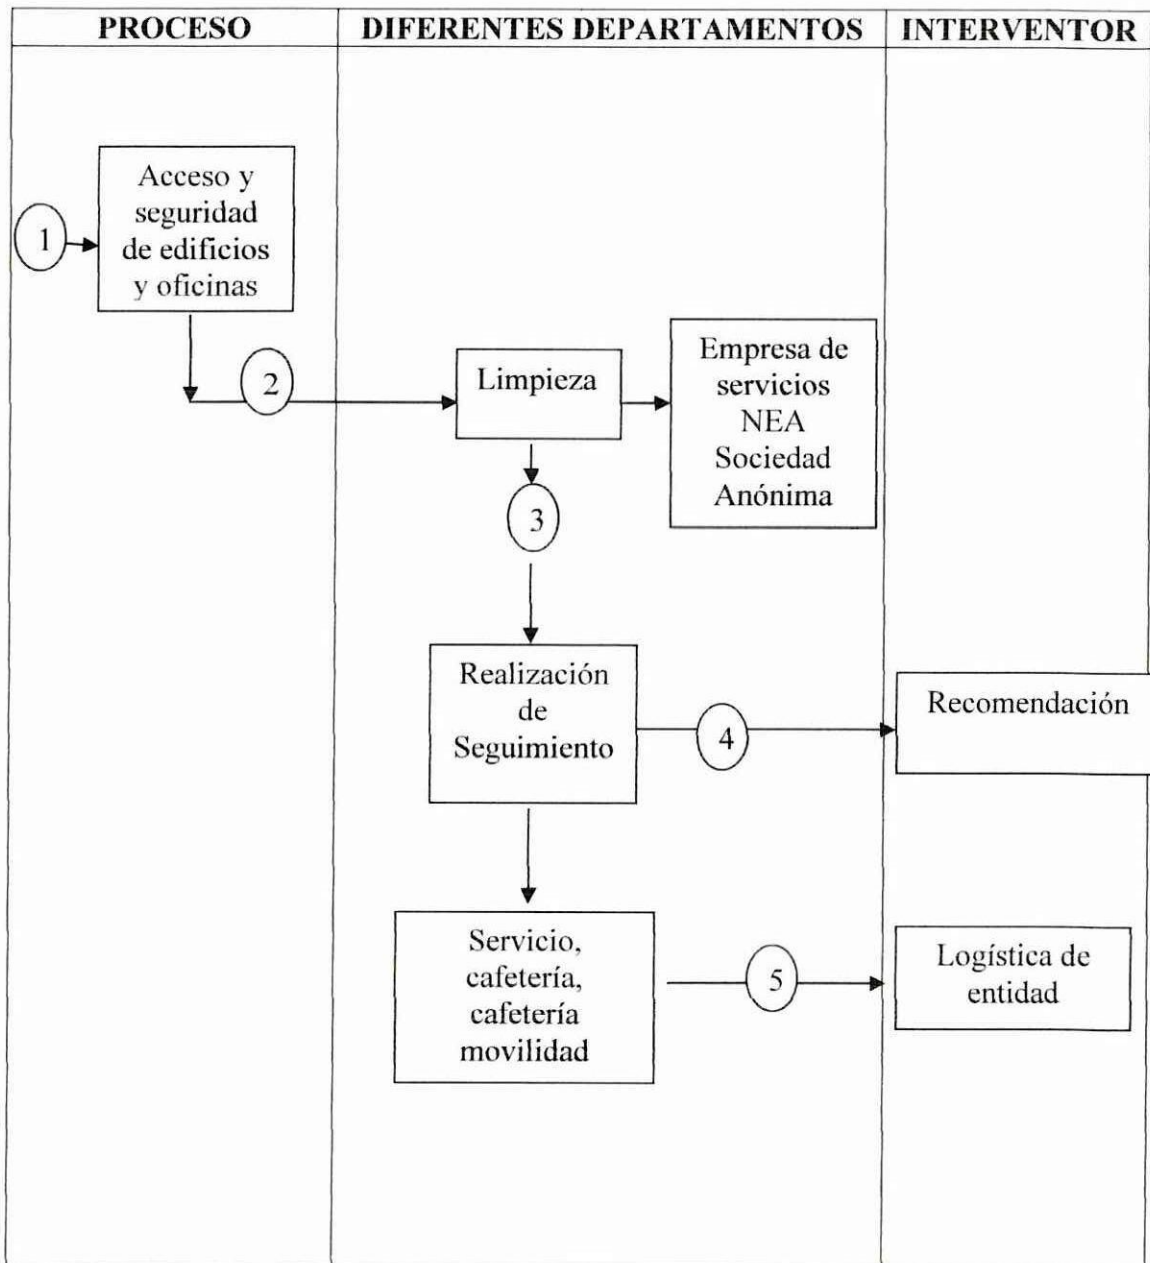 PROCESO
DIFERENTES DEPARTAMENTOS
INTERVENTOR
Acceso y
seguridad
de edificios
y oficinas
1
2
Limpieza
Empresa de
servicios
NEA
Sociedad
Anónima
3
Realización
de
Seguimiento
4
Recomendación
Servicio,
cafetería,
cafetería
movilidad
5
Logística de
entidad